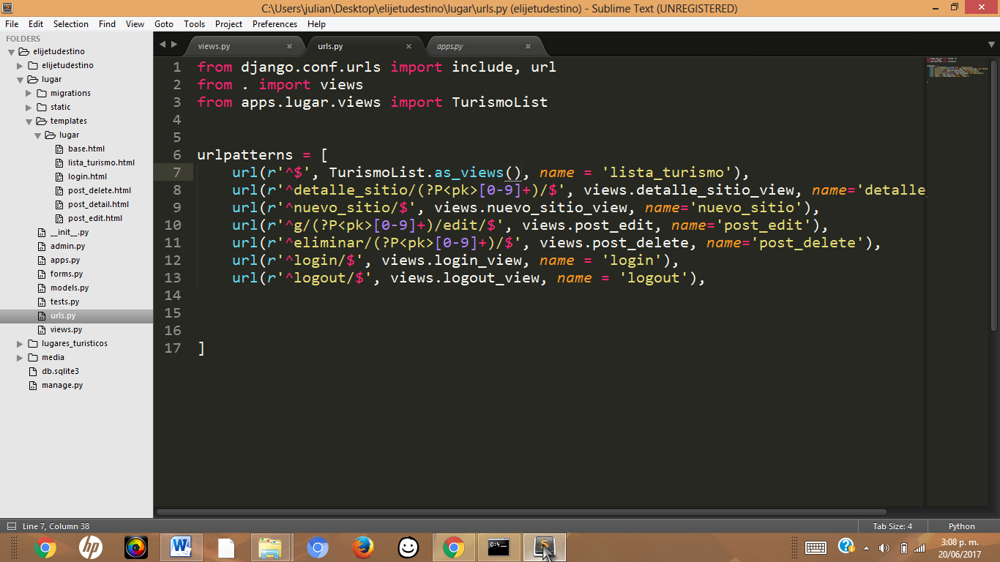 C:\Users\julian\Desktop\elijetudestino\lugar\urls.py (elijetudestino) - Sublime Text (UNREGISTERED)
File Edit Selection Find View Goto Tools Project Preferences Help
FOLDERS
elijetudestino
elijetudestino
lugar
migrations
static
templates
lugar
base.html
lista_turismo.html
login.html
post_delete.html
post_detail.html
post_edit.html
__init__.py
admin.py
apps.py
forms.py
models.py
tests.py
urls.py
views.py
lugares_turisticos
media
db.sqlite3
manage.py
views.py × urls.py × apps.py ×
1 from django.conf.urls import include, url
2 from . import views
3 from apps.lugar.views import TurismoList
4
5
6 urlpatterns = [
7 url(r'^$', TurismoList.as_views(), name = 'lista_turismo'),
8 url(r'^detalle_sitio/(?P<pk>[0-9]+)/$', views.detalle_sitio_view, name='detalle_
9 url(r'^nuevo_sitio/$', views.nuevo_sitio_view, name='nuevo_sitio'),
10 url(r'^g/(?P<pk>[0-9]+)/edit/$', views.post_edit, name='post_edit'),
11 url(r'^eliminar/(?P<pk>[0-9]+)/$', views.post_delete, name='post_delete'),
12 url(r'^login/$', views.login_view, name = 'login'),
13 url(r'^logout/$', views.logout_view, name = 'logout'),
14
15
16
17 ]
Line 7, Column 38 Tab Size: 4 Python
3:08 p. m.
20/06/2017